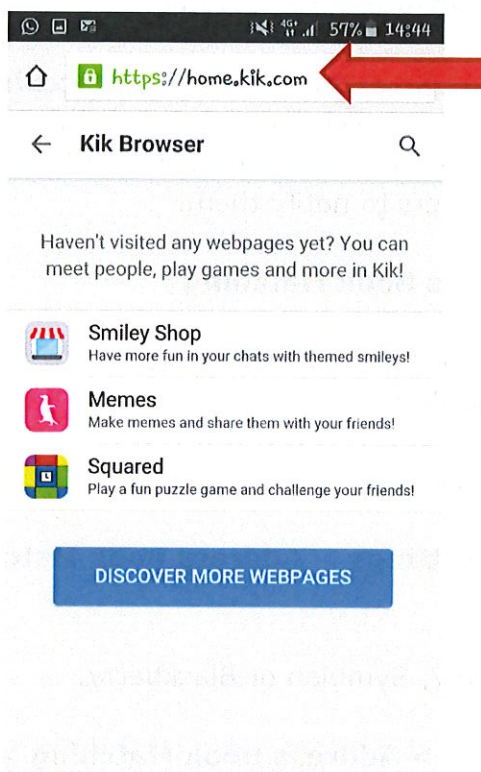 4G+ 57% 14:44
https://home.kik.com
Kik Browser
Haven't visited any webpages yet? You can
meet people, play games and more in Kik!
Smiley Shop
Have more fun in your chats with themed smileys!
Memes
Make memes and share them with your friends!
Squared
Play a fun puzzle game and challenge your friends!
DISCOVER MORE WEBPAGES